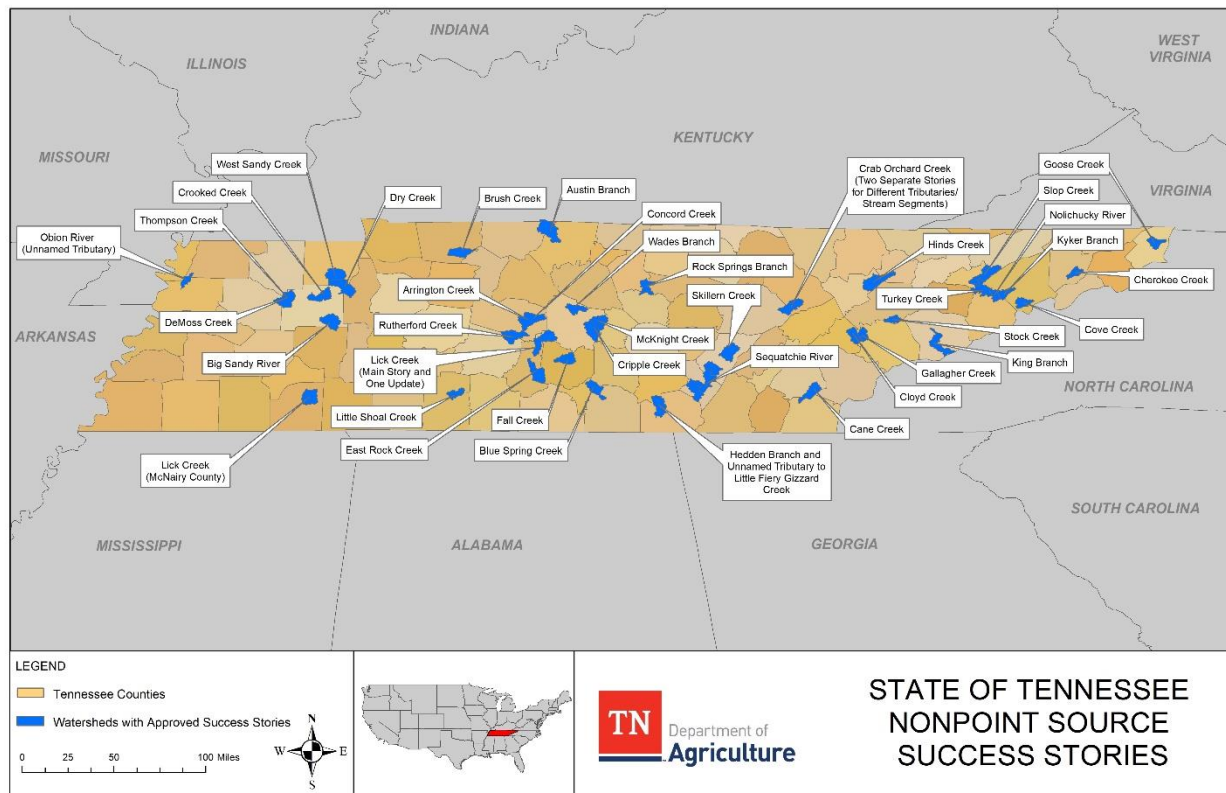 INDIANA
WEST
VIRGINIA
ILLINOIS
KENTUCKY
MISSOURI
VIRGINIA
West Sandy Creek
Crooked Creek
Thompson Creek
Obion River
(Unnamed Tributary)
Dry Creek
Brush Creek
Austin Branch
Concord Creek
Wades Branch
Rock Springs Branch
Crab Orchard Creek
(Two Separate Stories
for Different Tributaries/
Stream Segments)
Goose Creek
Slop Creek
Nolichucky River
Kyker Branch
Hinds Creek
Cherokee Creek
Turkey Creek
Cove Creek
Stock Creek
King Branch
Gallagher Creek
Cloyd Creek
Cane Creek
Skillern Creek
Sequatchie River
McKnight Creek
Cripple Creek
Arrington Creek
Rutherford Creek
Lick Creek
(Main Story and
One Update)
DeMoss Creek
Big Sandy River
Little Shoal Creek
East Rock Creek
Fall Creek
Blue Spring Creek
Hedden Branch and
Unnamed Tributary to
Little Fiery Gizzard
Creek
Lick Creek
(McNairy County)
ARKANSAS
NORTH CAROLINA
SOUTH CAROLINA
MISSISSIPPI
ALABAMA
GEORGIA
LEGEND
Tennessee Counties
Watersheds with Approved Success Stories
0 25 50 100 Miles
N
W E
S
TN
Department of
Agriculture
STATE OF TENNESSEE
NONPOINT SOURCE
SUCCESS STORIES